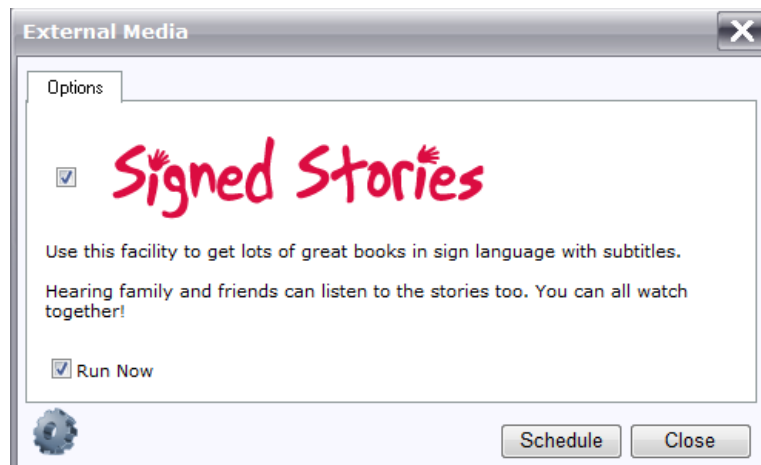 External Media
Options
Signed Stories
Use this facility to get lots of great books in sign language with subtitles.
Hearing family and friends can listen to the stories too. You can all watch
together!
Run Now
Schedule
Close